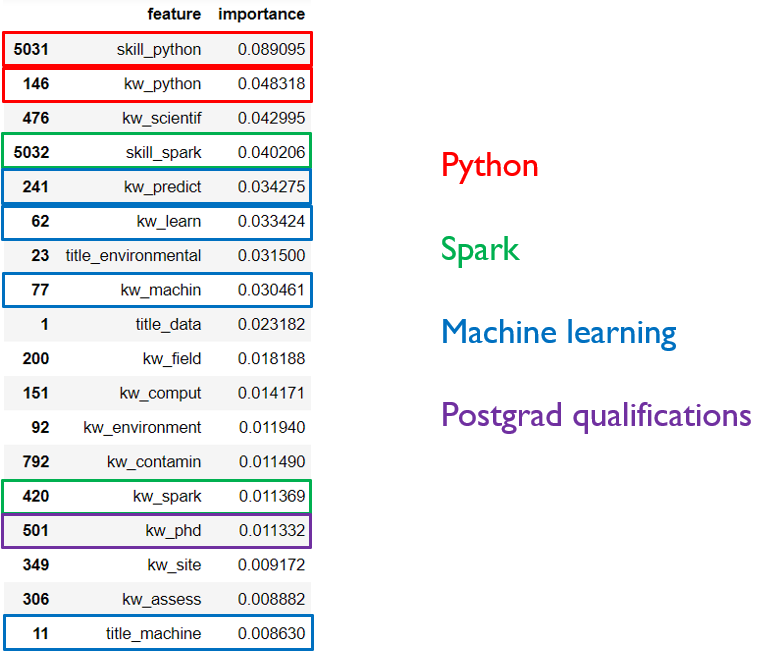 feature importance
5031 skill_python 0.089095
146 kw_python 0.048318
476 kw_scientif 0.042995
5032 skill_spark 0.040206
241 kw_predict 0.034275
62 kw_learn 0.033424
23 title_environmental 0.031500
77 kw_machin 0.030461
1 title_data 0.023182
200 kw_field 0.018188
151 kw_comput 0.014171
92 kw_environment 0.011940
792 kw_contamin 0.011490
420 kw_spark 0.011369
501 kw_phd 0.011332
349 kw_site 0.009172
306 kw_assess 0.008882
11 title_machine 0.008630
Python
Spark
Machine learning
Postgrad qualifications